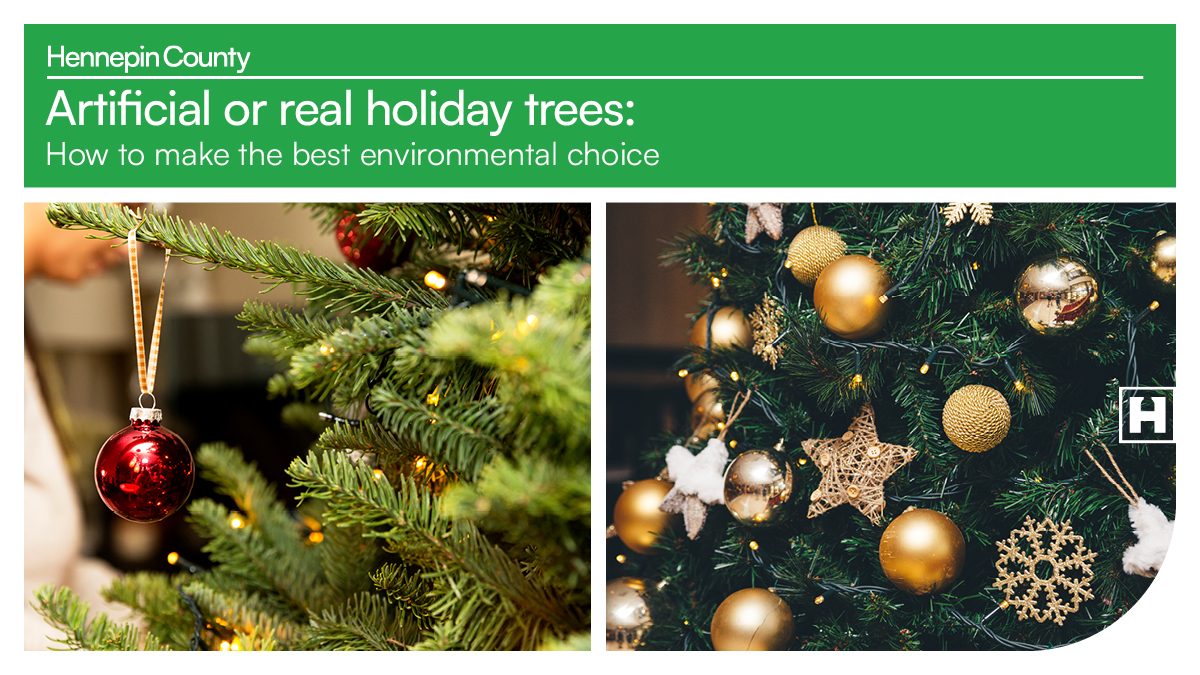 Hennepin County
Artificial or real holiday trees:
How to make the best environmental choice
H